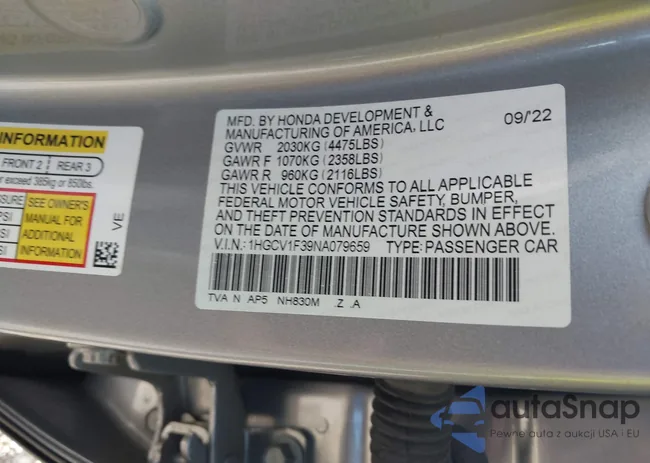 INFORMATION
FRONT 2 REAR 3
exceed 385kg or 850lbs.
SEE OWNER'S
MANUAL FOR
ADDITIONAL
INFORMATION
VE
MFD. BY HONDA DEVELOPMENT &
MANUFACTURING OF AMERICA, LLC 09/22
GVWR 2030KG (4475LBS)
GAWR F 1070KG (2358LBS)
GAWR R 960KG (2116LBS)
THIS VEHICLE CONFORMS TO ALL APPLICABLE
FEDERAL MOTOR VEHICLE SAFETY, BUMPER,
AND THEFT PREVENTION STANDARDS IN EFFECT
ON THE DATE OF MANUFACTURE SHOWN ABOVE.
V.I.N.: 1HGCV1F39NA079659 TYPE: PASSENGER CAR
TVA N AP5 NH830M .Z .A
autaSnap
Pewne auta z aukcji USA i EU